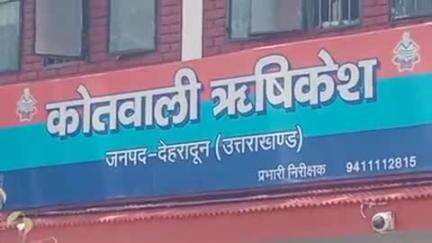 कोतवाली ऋषिकेश
जनपद-देहरादून (उत्तराखण्ड)
प्रभारी निरीक्षक 9411112815